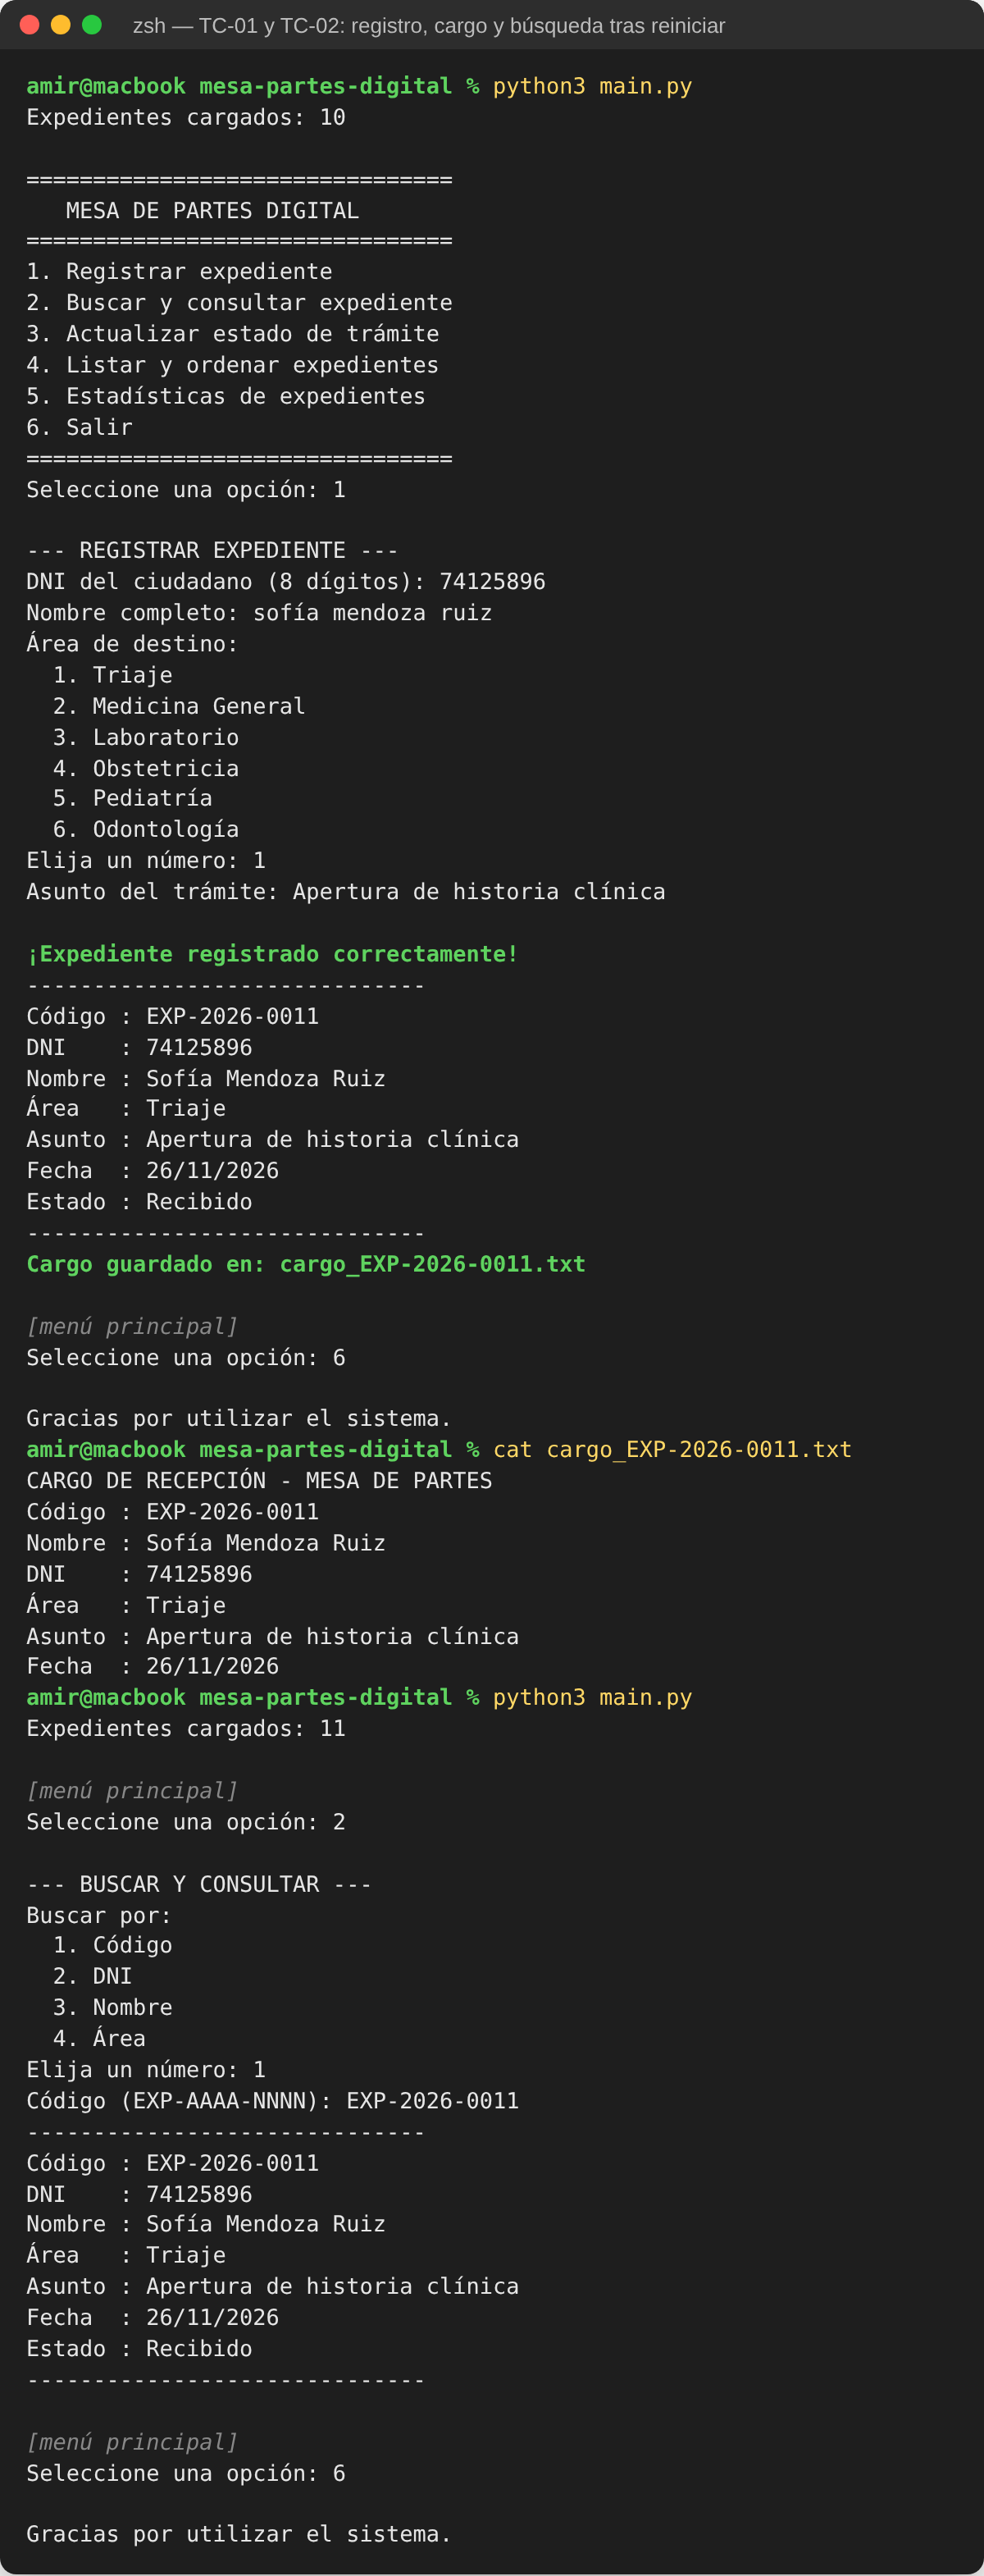 zsh — TC-01 y TC-02: registro, cargo y búsqueda tras reiniciar
amir@macbook mesa-partes-digital % python3 main.py
Expedientes cargados: 10
================================
   MESA DE PARTES DIGITAL
================================
1. Registrar expediente
2. Buscar y consultar expediente
3. Actualizar estado de trámite
4. Listar y ordenar expedientes
5. Estadísticas de expedientes
6. Salir
================================
Seleccione una opción: 1
--- REGISTRAR EXPEDIENTE ---
DNI del ciudadano (8 dígitos): 74125896
Nombre completo: sofía mendoza ruiz
Área de destino:
  1. Triaje
  2. Medicina General
  3. Laboratorio
  4. Obstetricia
  5. Pediatría
  6. Odontología
Elija un número: 1
Asunto del trámite: Apertura de historia clínica
¡Expediente registrado correctamente!
------------------------------
Código : EXP-2026-0011
DNI    : 74125896
Nombre : Sofía Mendoza Ruiz
Área   : Triaje
Asunto : Apertura de historia clínica
Fecha  : 26/11/2026
Estado : Recibido
------------------------------
Cargo guardado en: cargo_EXP-2026-0011.txt
[menú principal]
Seleccione una opción: 6
Gracias por utilizar el sistema.
amir@macbook mesa-partes-digital % cat cargo_EXP-2026-0011.txt
CARGO DE RECEPCIÓN - MESA DE PARTES
Código : EXP-2026-0011
Nombre : Sofía Mendoza Ruiz
DNI    : 74125896
Área   : Triaje
Asunto : Apertura de historia clínica
Fecha  : 26/11/2026
amir@macbook mesa-partes-digital % python3 main.py
Expedientes cargados: 11
[menú principal]
Seleccione una opción: 2
--- BUSCAR Y CONSULTAR ---
Buscar por:
  1. Código
  2. DNI
  3. Nombre
  4. Área
Elija un número: 1
Código (EXP-AAAA-NNNN): EXP-2026-0011
------------------------------
Código : EXP-2026-0011
DNI    : 74125896
Nombre : Sofía Mendoza Ruiz
Área   : Triaje
Asunto : Apertura de historia clínica
Fecha  : 26/11/2026
Estado : Recibido
------------------------------
[menú principal]
Seleccione una opción: 6
Gracias por utilizar el sistema.